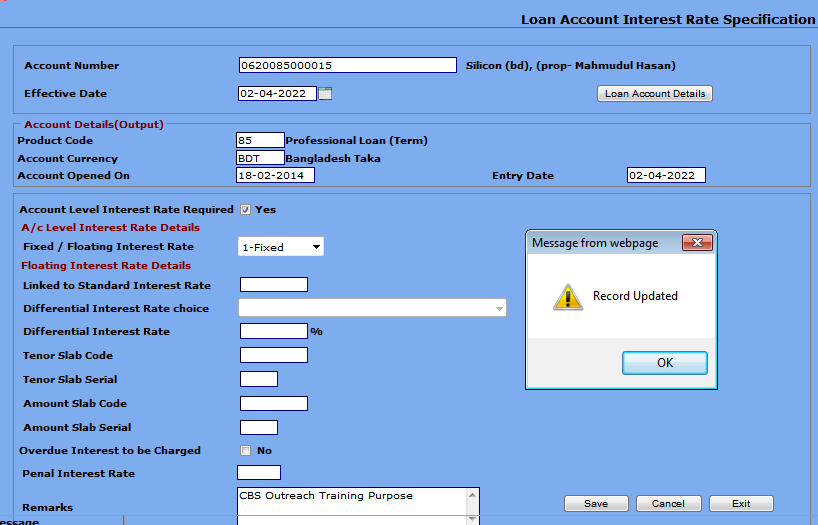 Loan Account Interest Rate Specification
Account Number 0620085000015 Silicon (bd), (prop- Mahmudul Hasan)
Effective Date 02-04-2022 Loan Account Details
Account Details(Output)
Product Code 85 Professional Loan (Term)
Account Currency BDT Bangladesh Taka
Account Opened On 18-02-2014 Entry Date 02-04-2022
Account Level Interest Rate Required Yes
A/c Level Interest Rate Details
Fixed / Floating Interest Rate 1-Fixed
Message from webpage
Floating Interest Rate Details
Linked to Standard Interest Rate
Record Updated
Differential Interest Rate choice
Differential Interest Rate %
Tenor Slab Code
OK
Tenor Slab Serial
Amount Slab Code
Amount Slab Serial
Overdue Interest to be Charged No
Penal Interest Rate
Remarks CBS Outreach Training Purpose
Save Cancel Exit